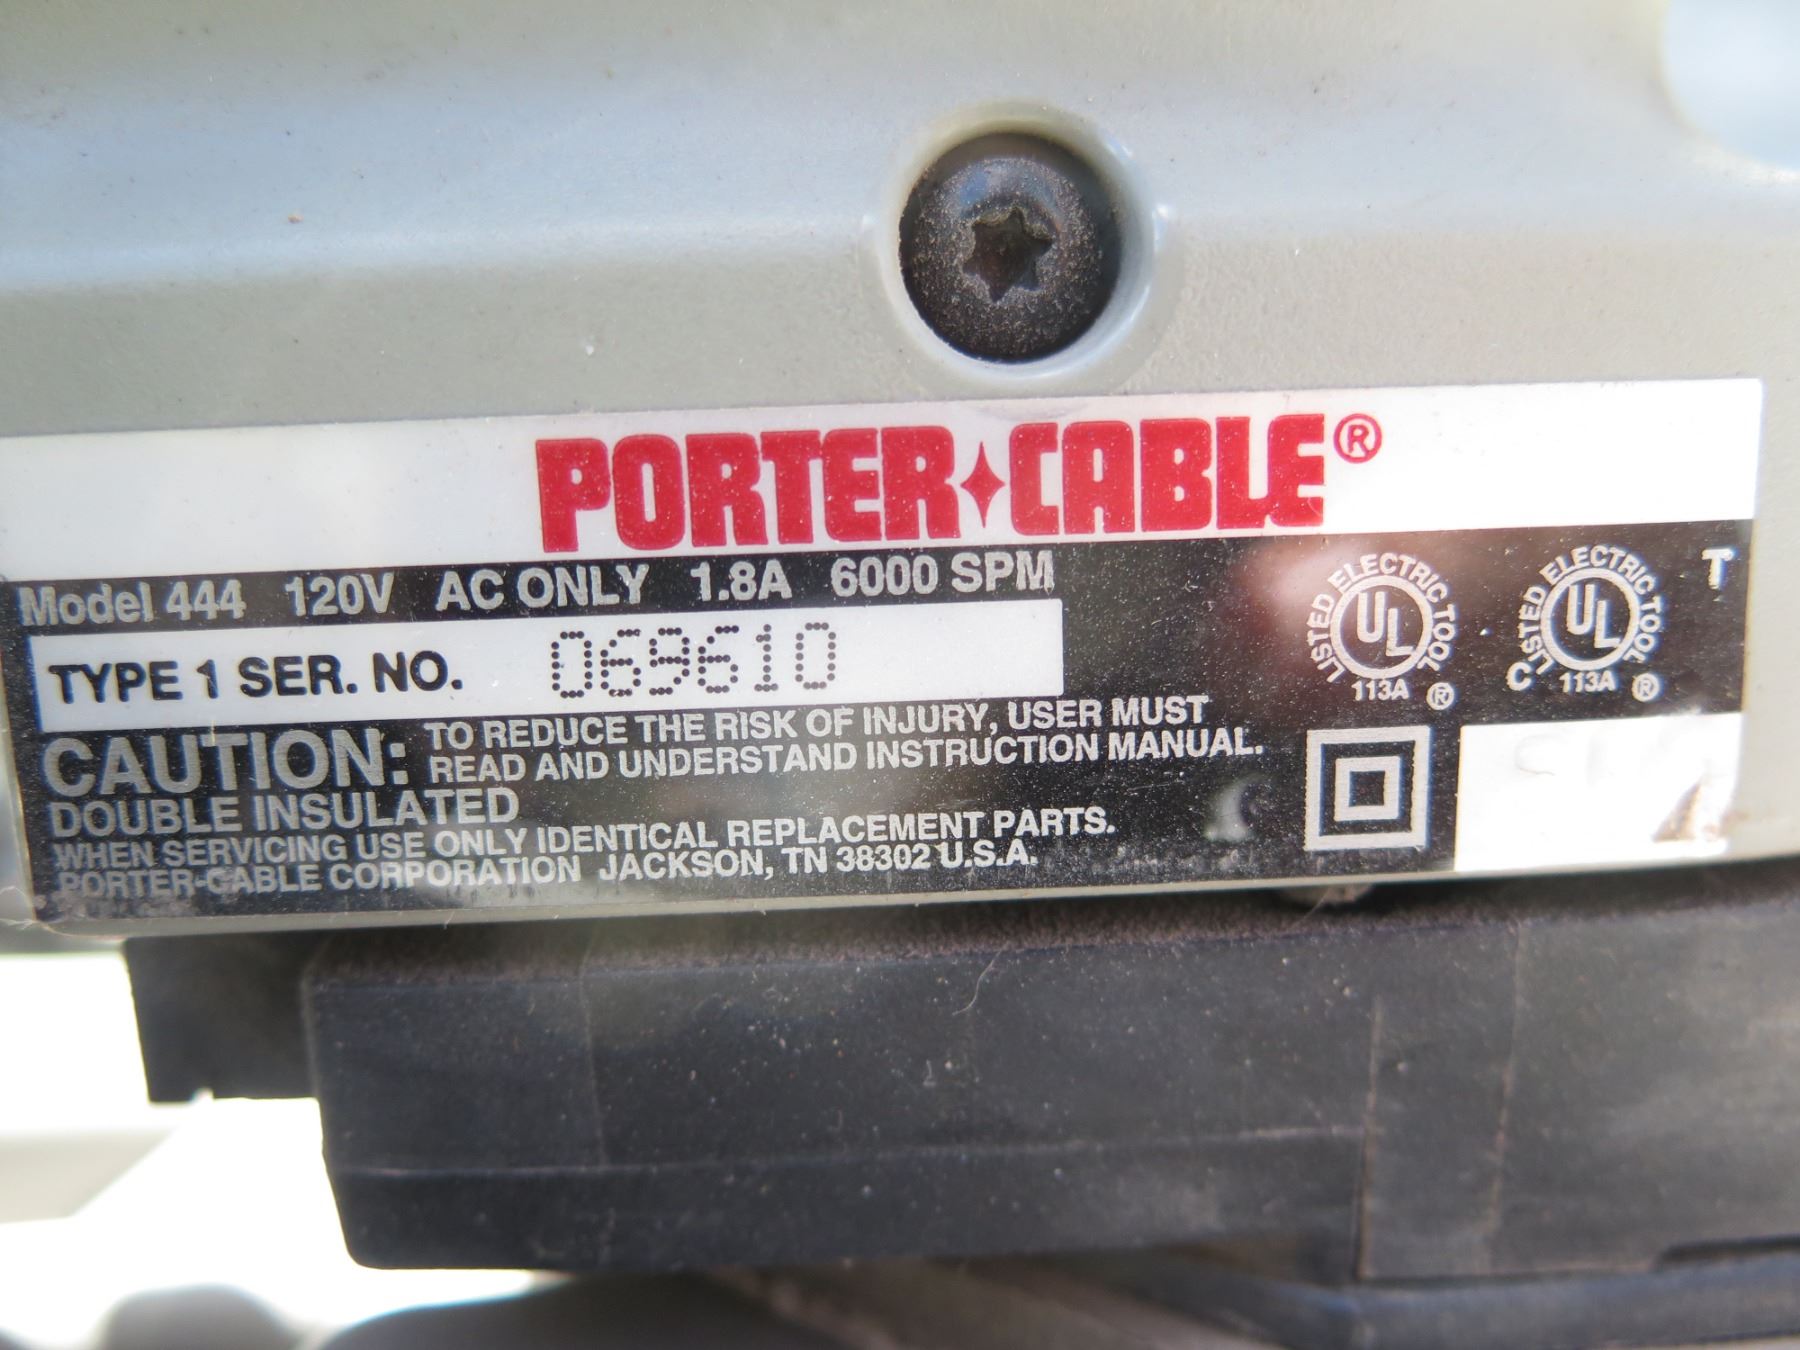 PORTER✦CABLE®
Model 444 120V AC ONLY 1.8A 6000 SPM
TYPE 1 SER. NO. 069610
CAUTION: TO REDUCE THE RISK OF INJURY, USER MUST
READ AND UNDERSTAND INSTRUCTION MANUAL.
DOUBLE INSULATED
WHEN SERVICING USE ONLY IDENTICAL REPLACEMENT PARTS.
PORTER-CABLE CORPORATION JACKSON, TN 38302 U.S.A.
LISTED ELECTRIC TOOL
UL
113A ®
LISTED ELECTRIC TOOL
C UL
113A ®
T